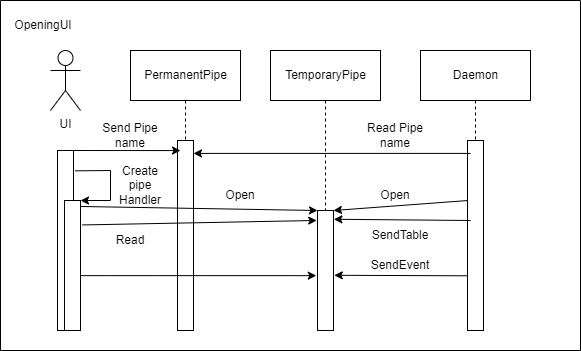 OpeningUI
PermanentPipe
TemporaryPipe
Daemon
UI
Send Pipe
name
Read Pipe
name
Create
pipe
Handler
Open
Open
Read
SendTable
SendEvent